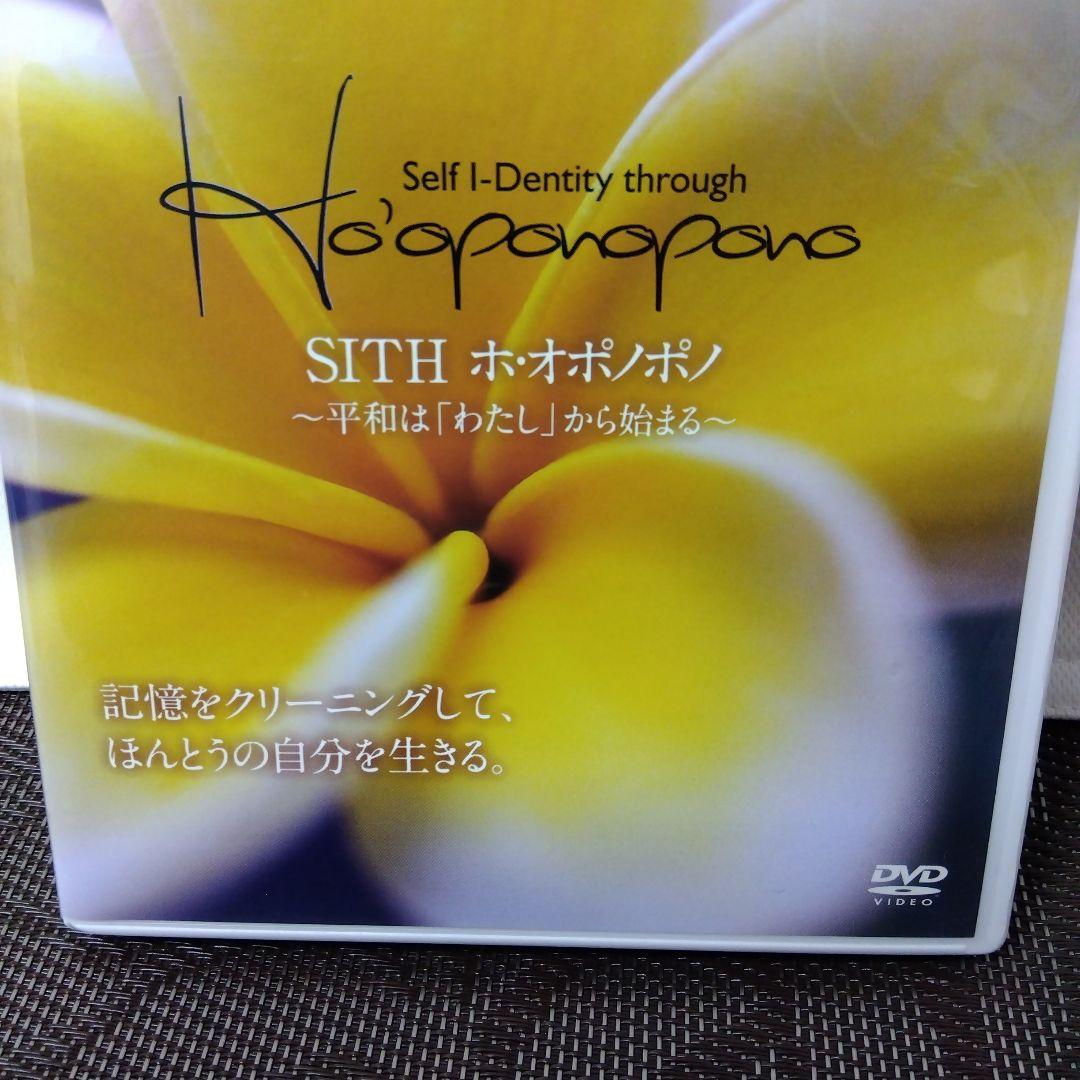 Self I-Dentity through
Ho'oponopono
SITH ホ・オポノポノ
～平和は「わたし」から始まる～
記憶をクリーニングして、
ほんとうの自分を生きる。
DVD
VIDEO